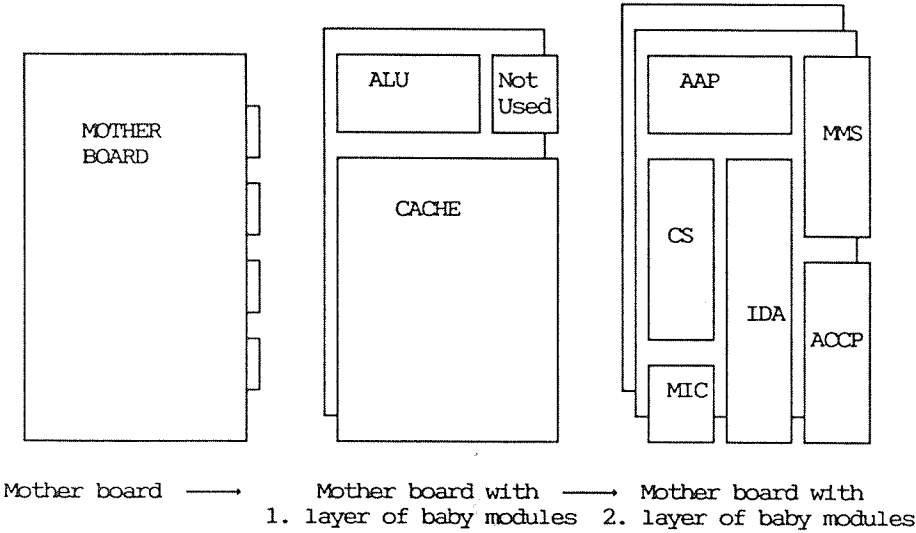 MOTHER
BOARD
ALU
Not
Used
CACHE
AAP
MMS
CS
IDA
ACCP
MIC
Mother board
Mother board with
1. layer of baby modules
Mother board with
2. layer of baby modules